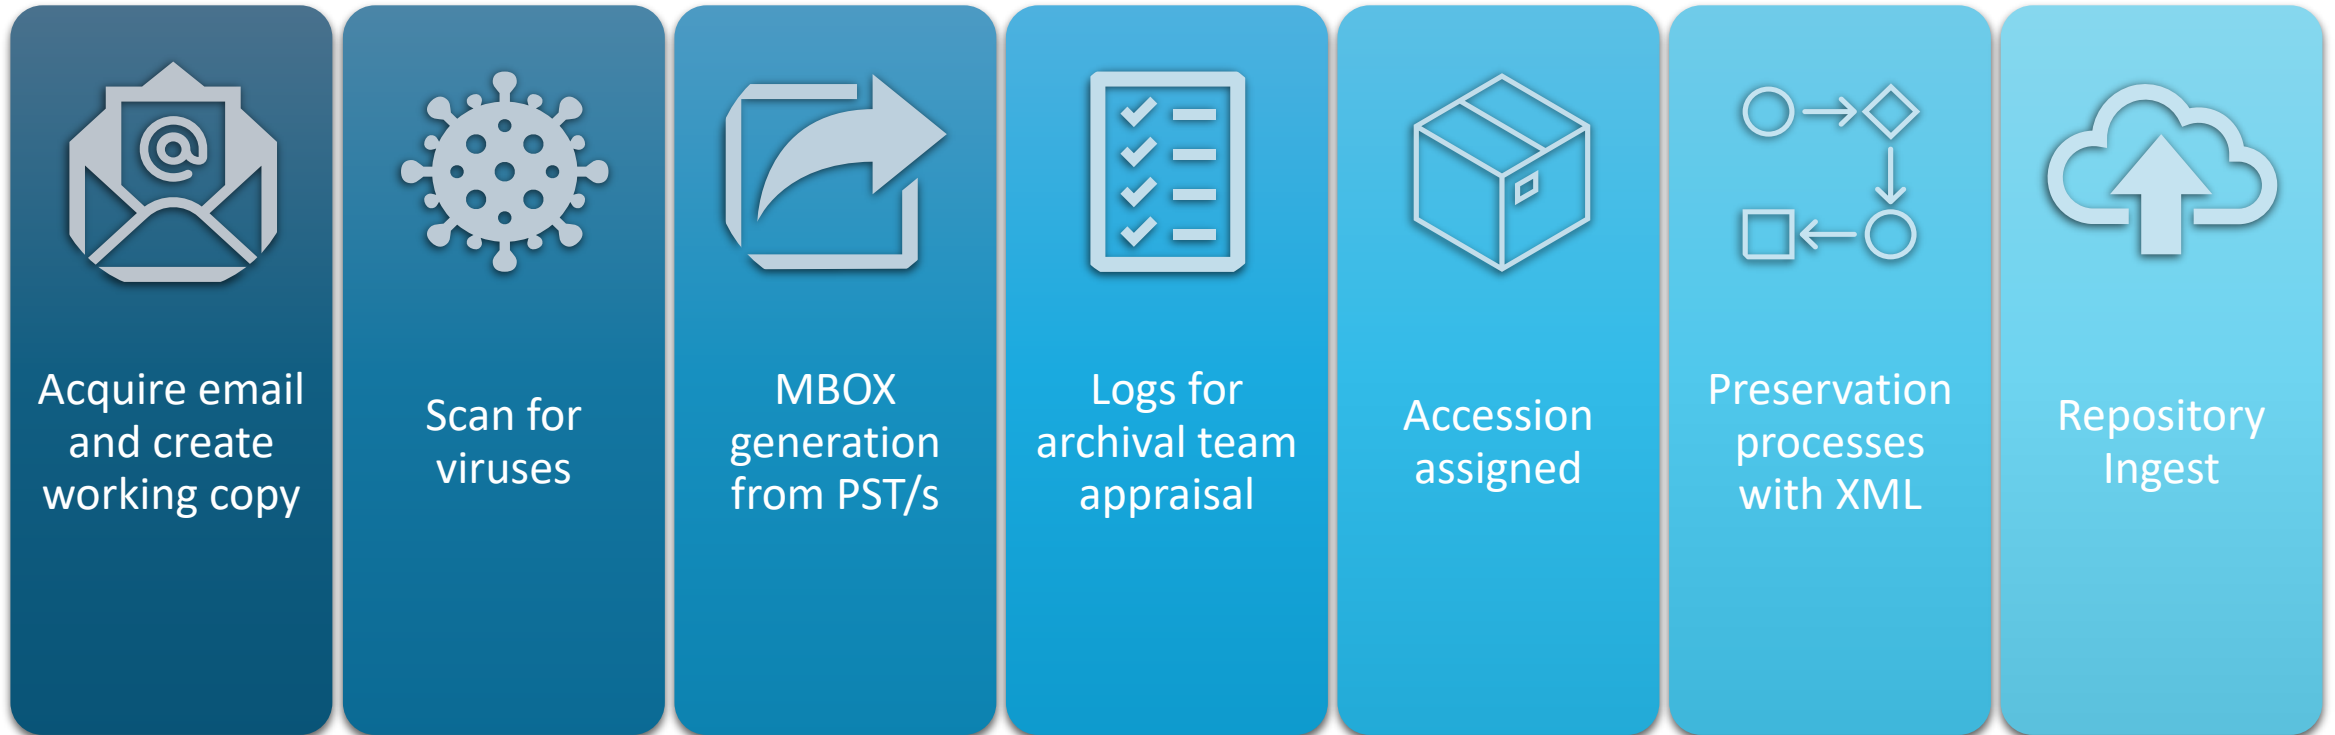 @
Acquire email
and create
working copy
Scan for
viruses
MBOX
generation
from PST/s
Logs for
archival team
appraisal
Accession
assigned
Preservation
processes
with XML
Repository
Ingest